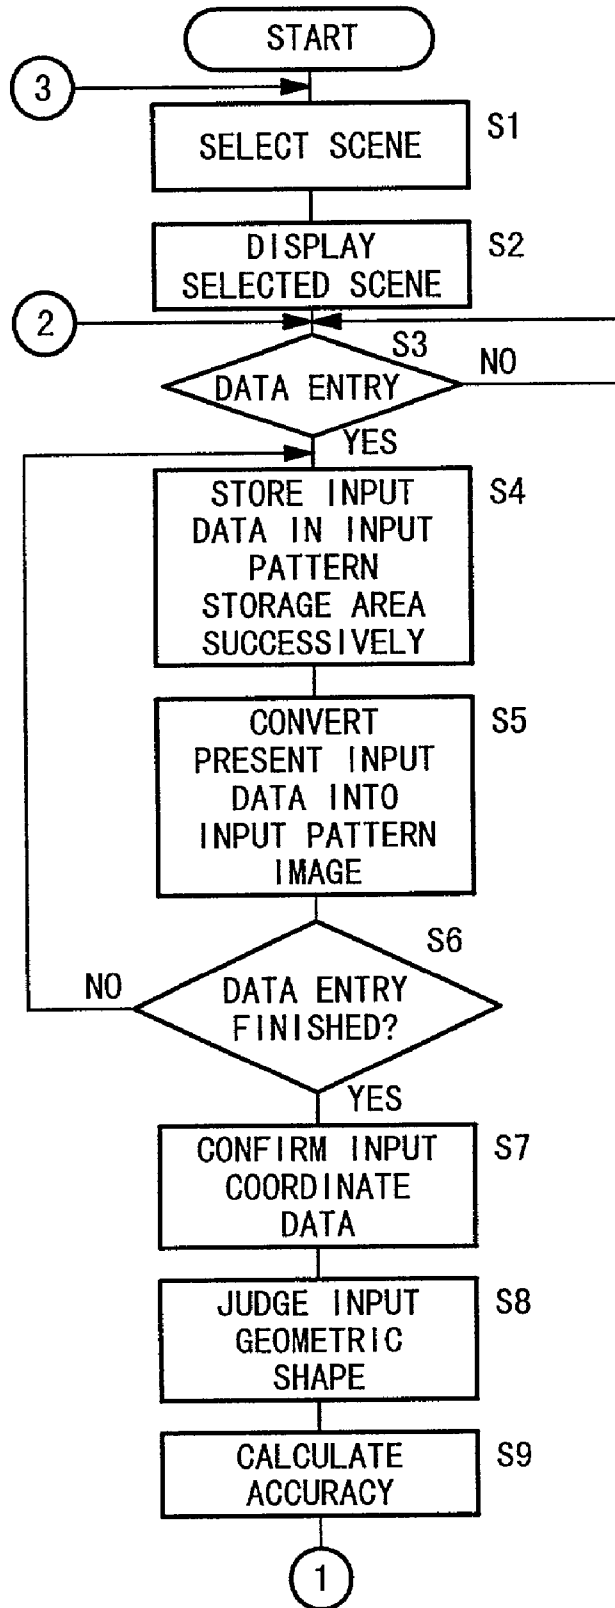 START
3
SELECT SCENE
S1
DISPLAY
SELECTED SCENE
S2
2
S3
DATA ENTRY
NO
YES
STORE INPUT
DATA IN INPUT
PATTERN
STORAGE AREA
SUCCESSIVELY
S4
CONVERT
PRESENT INPUT
DATA INTO
INPUT PATTERN
IMAGE
S5
S6
NO
DATA ENTRY
FINISHED?
YES
CONFIRM INPUT
COORDINATE
DATA
S7
JUDGE INPUT
GEOMETRIC
SHAPE
S8
CALCULATE
ACCURACY
S9
1